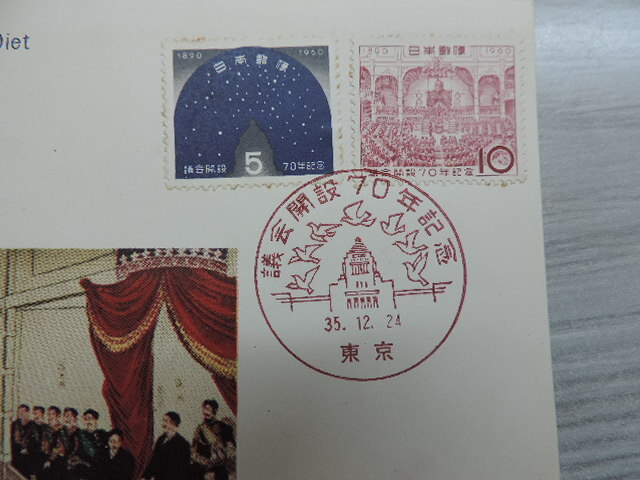 Diet
1890 1960
日本郵便
議会開設 5 70年記念
1890 日本郵便 1960
議会開設70年記念 10
議会開設70年記念
35.12.24
東京